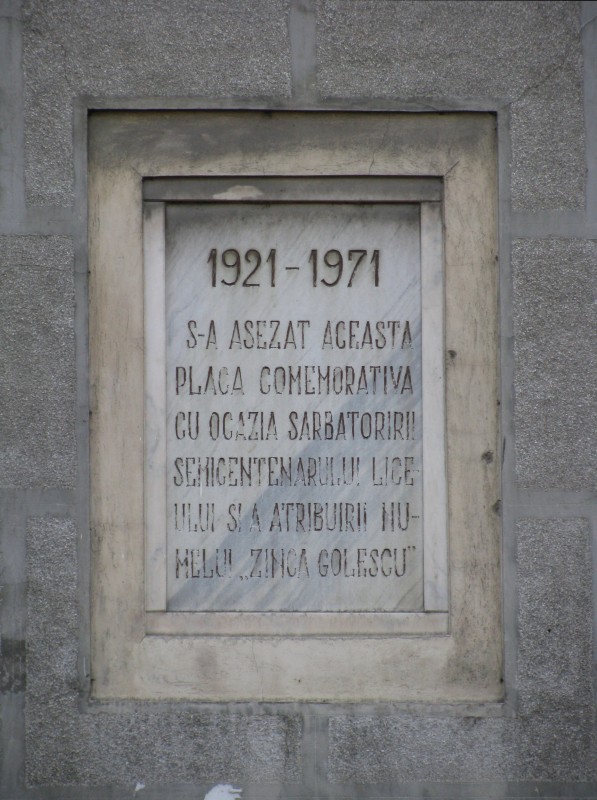 1921-1971
S-A ASEZAT ACEASTA
PLACA COMEMORATIVA
CU OCAZIA SARBATORIRII
SEMICENTENARULUI LICE-
ULUI SI A ATRIBUIRII NU-
MELUI „ZINCA GOLESCU"